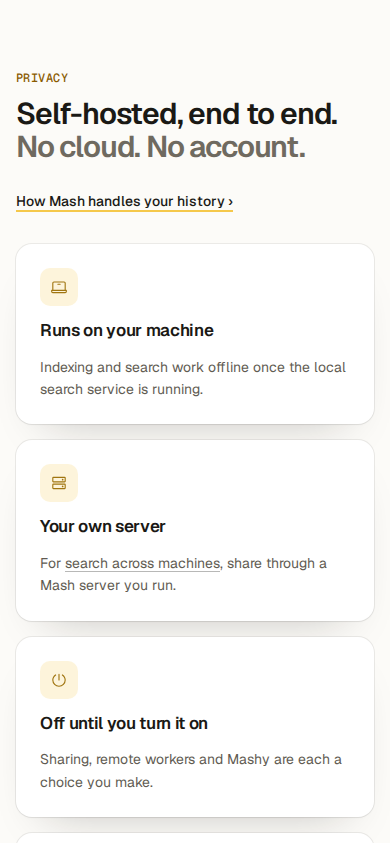 PRIVACY
Self-hosted, end to end.
No cloud. No account.
How Mash handles your history ›
Runs on your machine
Indexing and search work offline once the local
search service is running.
Your own server
For search across machines, share through a
Mash server you run.
Off until you turn it on
Sharing, remote workers and Mashy are each a
choice you make.